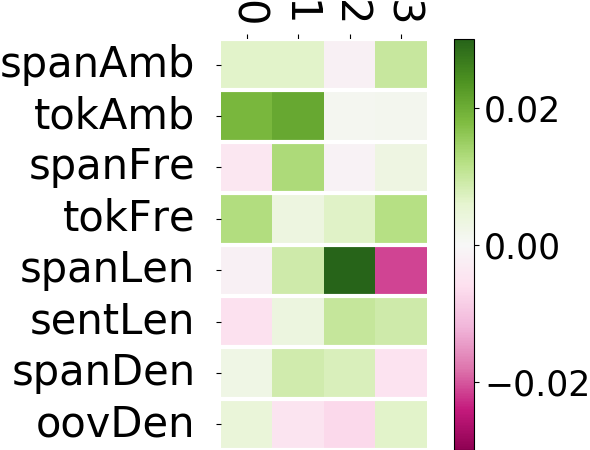 0 1 2 3
spanAmb
tokAmb
spanFre
tokFre
spanLen
sentLen
spanDen
oovDen
0.02
0.00
−0.02